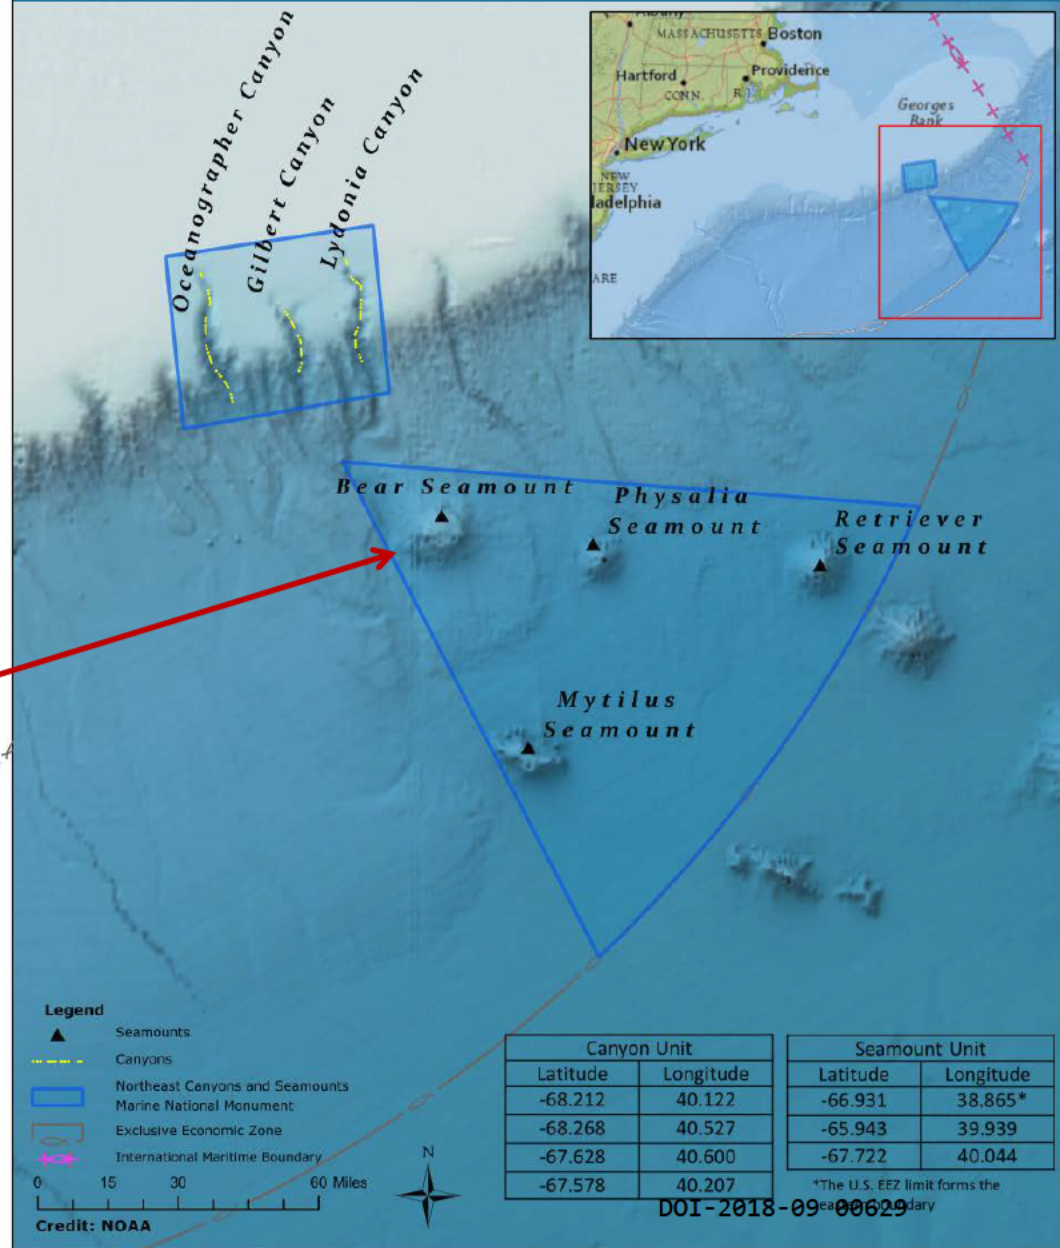 Oceanographer Canyon
Gilbert Canyon
Lydonia Canyon
Albany
MASSACHUSETTS
Boston
Hartford
Providence
CONN.
R.I.
Georges
Bank
New York
NEW
JERSEY
ladelphia
ARE
Bear Seamount
Physalia
Seamount
Retriever
Seamount
Mytilus
Seamount
Legend
Seamounts
Canyons
Northeast Canyons and Seamounts
Marine National Monument
Exclusive Economic Zone
International Maritime Boundary
0 15 30 60 Miles
Credit: NOAA
N
Canyon Unit
Latitude Longitude
-68.212 40.122
-68.268 40.527
-67.628 40.600
-67.578 40.207
Seamount Unit
Latitude Longitude
-66.931 38.865*
-65.943 39.939
-67.722 40.044
*The U.S. EEZ limit forms the
boundary
DOI-2018-09 00629